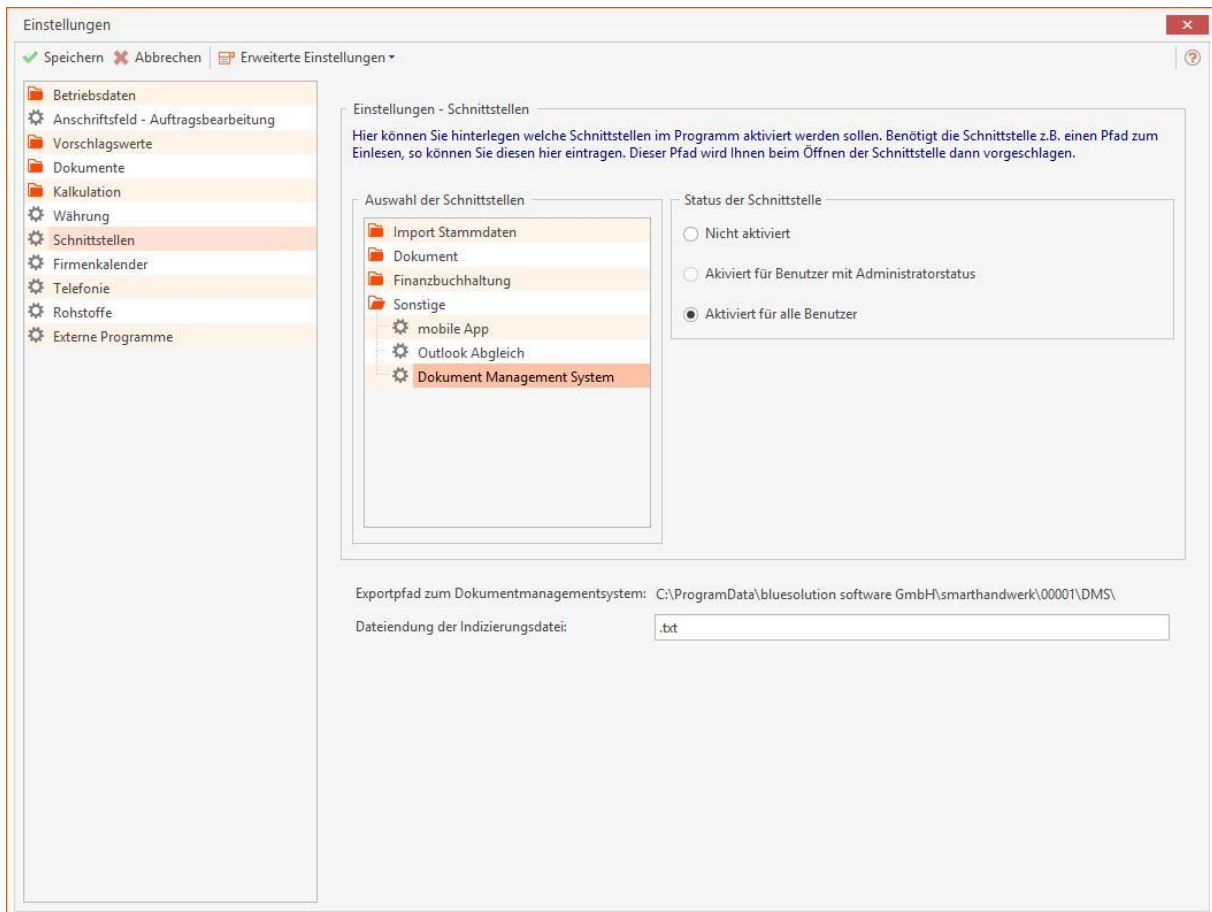 Einstellungen
Speichern Abbrechen Erweiterte Einstellungen
Betriebsdaten
Anschriftsfeld - Auftragsbearbeitung
Vorschlagswerte
Dokumente
Kalkulation
Währung
Schnittstellen
Firmenkalender
Telefonie
Rohstoffe
Externe Programme
Einstellungen - Schnittstellen
Hier können Sie hinterlegen welche Schnittstellen im Programm aktiviert werden sollen. Benötigt die Schnittstelle z.B. einen Pfad zum
Einlesen, so können Sie diesen hier eintragen. Dieser Pfad wird Ihnen beim Öffnen der Schnittstelle dann vorgeschlagen.
Auswahl der Schnittstellen
Import Stammdaten
Dokument
Finanzbuchhaltung
Sonstige
mobile App
Outlook Abgleich
Dokument Management System
Status der Schnittstelle
Nicht aktiviert
Akiviert für Benutzer mit Administratorstatus
Aktiviert für alle Benutzer
Exportpfad zum Dokumentmanagementsystem: C:\ProgramData\bluesolution software GmbH\smarthandwerk\00001\DMS\
Dateiendung der Indizierungsdatei: .txt